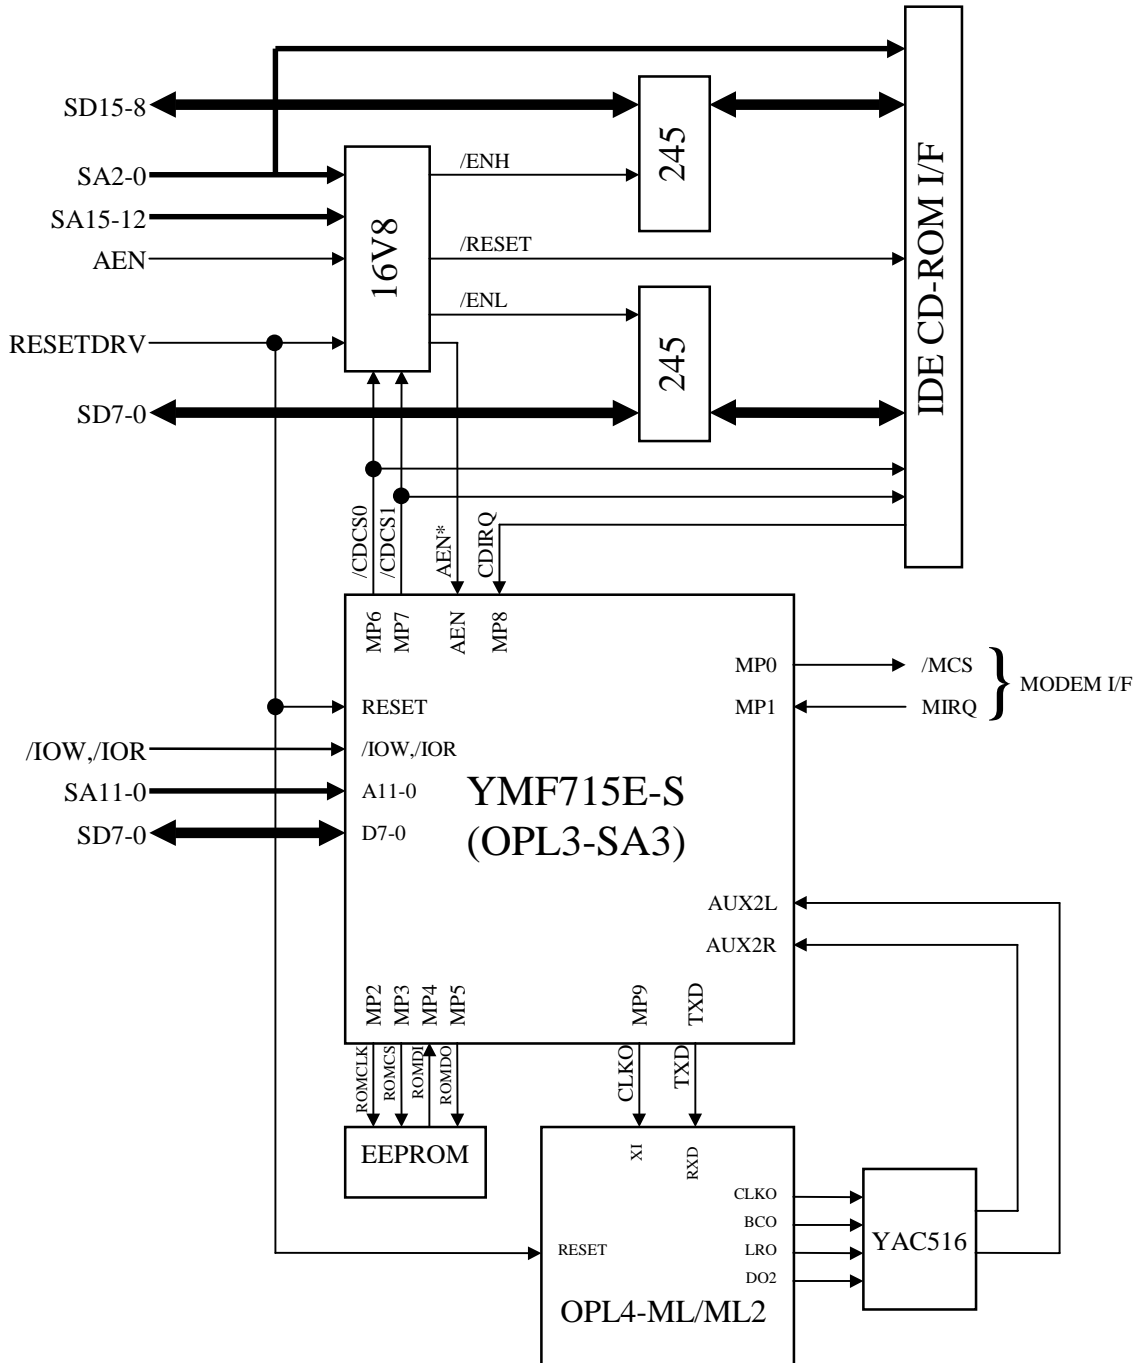 SD15-8
SA2-0
SA15-12
AEN
RESETDRV
SD7-0
16V8
/ENH
/RESET
/ENL
245
245
IDE CD-ROM I/F
/CDCS0
/CDCS1
AEN*
CDIRQ
MP6
MP7
AEN
MP8
MP0
/MCS
MP1
MIRQ
} MODEM I/F
RESET
/IOW,/IOR
/IOW,/IOR
SA11-0
A11-0
SD7-0
D7-0
YMF715E-S
(OPL3-SA3)
AUX2L
AUX2R
MP2
MP3
MP4
MP5
MP9
TXD
ROMCLK
ROMCS
ROMDI
ROMDO
CLKO
TXD
EEPROM
XI
RXD
CLKO
BCO
LRO
DO2
RESET
YAC516
OPL4-ML/ML2